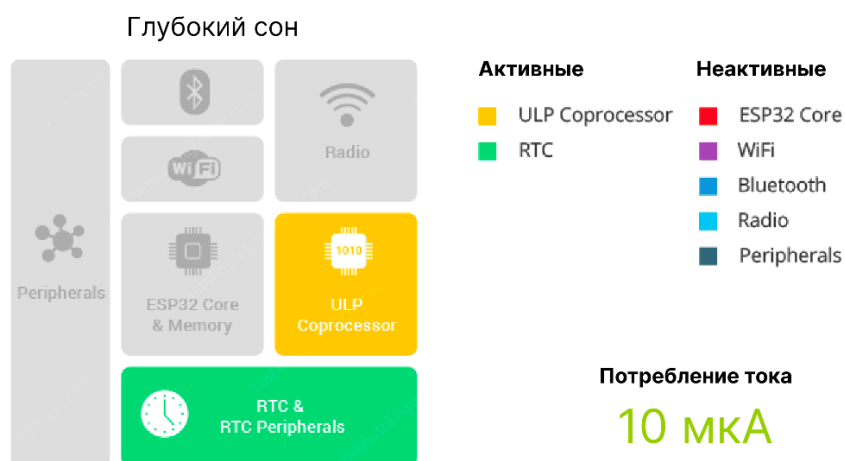 Глубокий сон
Peripherals
WiFi
Radio
ESP32 Core
& Memory
1010
ULP
Coprocessor
RTC &
RTC Peripherals
Активные
ULP Coprocessor
RTC
Неактивные
ESP32 Core
WiFi
Bluetooth
Radio
Peripherals
Потребление тока
10 мкА